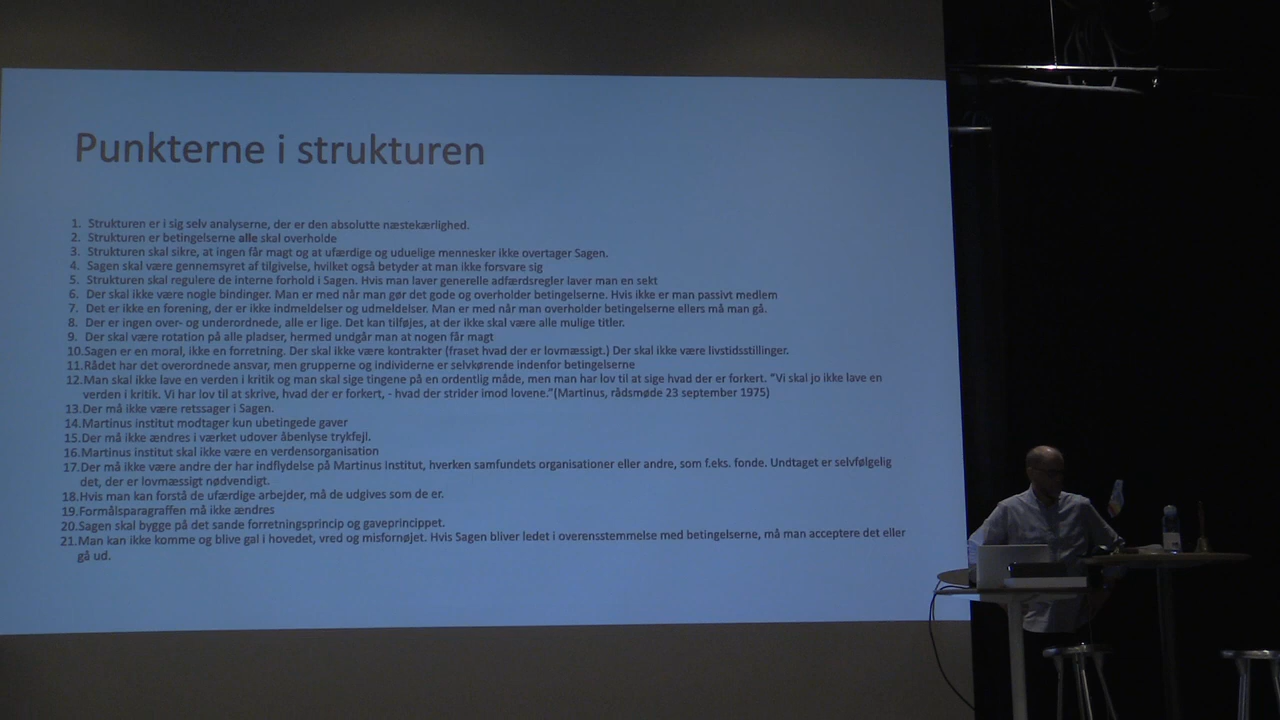 Punkterne i strukturen
1. Strukturen er i sig selv analyserne, der er den absolutte næstekærlighed.
2. Strukturen er betingelserne alle skal overholde
3. Strukturen skal sikre, at ingen får magt og at ufærdige og uduelige mennesker ikke overtager Sagen.
4. Sagen skal være gennemsyret af tilgivelse, hvilket også betyder at man ikke forsvare sig
5. Strukturen skal regulere de interne forhold i Sagen. Hvis man laver generelle adfærdsregler laver man en sekt
6. Der skal ikke være nogle bindinger. Man er med når man gør det gode og overholder betingelserne. Hvis ikke er man passivt medlem
7. Det er ikke en forening, der er ikke indmeldelser og udmeldelser. Man er med når man overholder betingelserne ellers må man gå.
8. Der er ingen over- og underordnede, alle er lige. Det kan tilføjes, at der ikke skal være alle mulige titler.
9. Der skal være rotation på alle pladser, hermed undgår man at nogen får magt
10.Sagen er en moral, ikke en forretning. Der skal ikke være kontrakter (fraset hvad der er lovmæssigt.) Der skal ikke være livstidsstillinger.
11.Rådet har det overordnede ansvar, men grupperne og individerne er selvkørende indenfor betingelserne
12.Man skal ikke lave en verden i kritik og man skal sige tingene på en ordentlig måde, men man har lov til at sige hvad der er forkert. "Vi skal jo ikke lave en
verden i kritik. Vi har lov til at skrive, hvad der er forkert, - hvad der strider imod lovene."(Martinus, rådsmøde 23 september 1975)
13.Der må ikke være retssager i Sagen.
14.Martinus institut modtager kun ubetingede gaver
15.Der må ikke ændres i værket udover åbenlyse trykfejl.
16.Martinus institut skal ikke være en verdensorganisation
17.Der må ikke være andre der har indflydelse på Martinus Institut, hverken samfundets organisationer eller andre, som f.eks. fonde. Undtaget er selvfølgelig
det, der er lovmæssigt nødvendigt.
18.Hvis man kan forstå de ufærdige arbejder, må de udgives som de er.
19.Formålsparagraffen må ikke ændres
20.Sagen skal bygge på det sande forretningsprincip og gaveprincippet.
21.Man kan ikke komme og blive gal i hovedet, vred og misfornøjet. Hvis Sagen bliver ledet i overensstemmelse med betingelserne, må man acceptere det eller
gå ud.